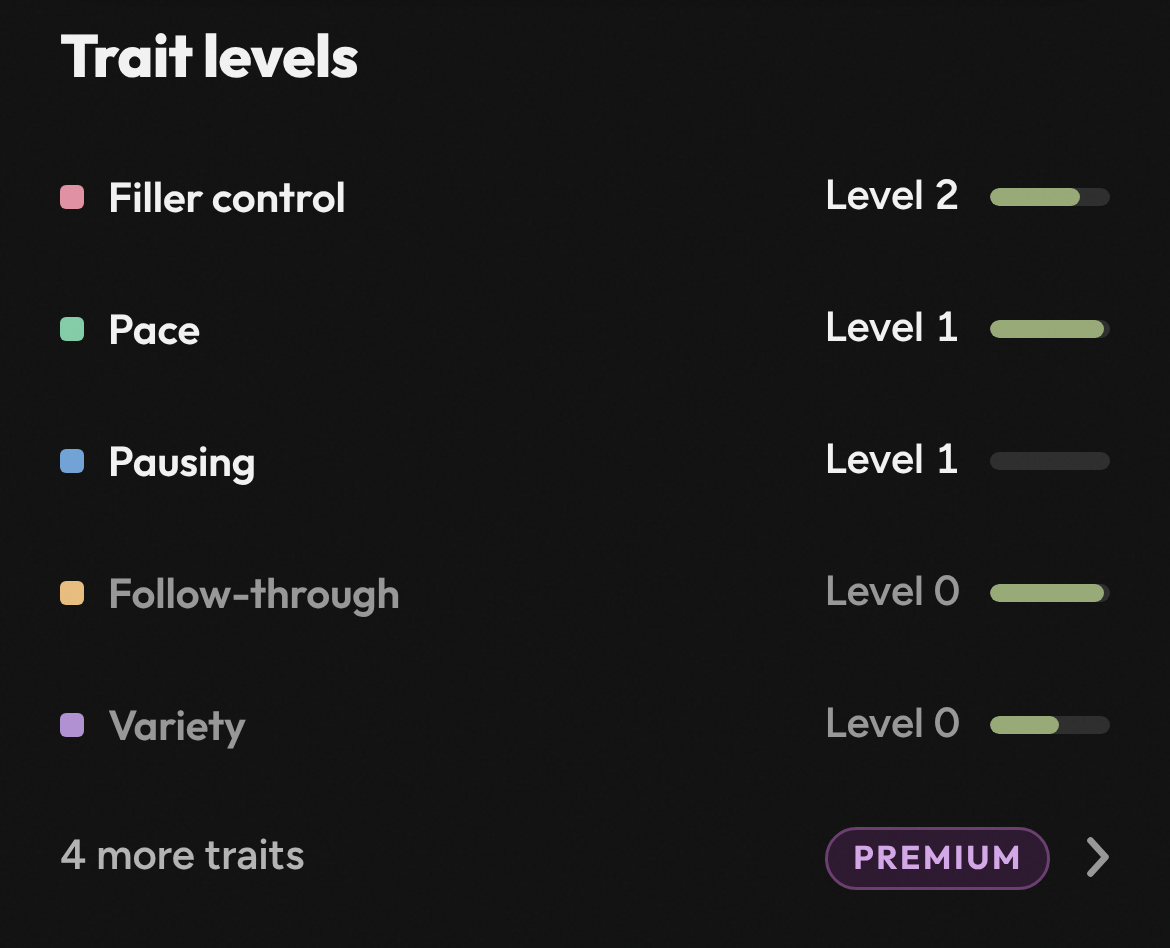 Trait levels
Filler control Level 2
Pace Level 1
Pausing Level 1
Follow-through Level 0
Variety Level 0
4 more traits PREMIUM